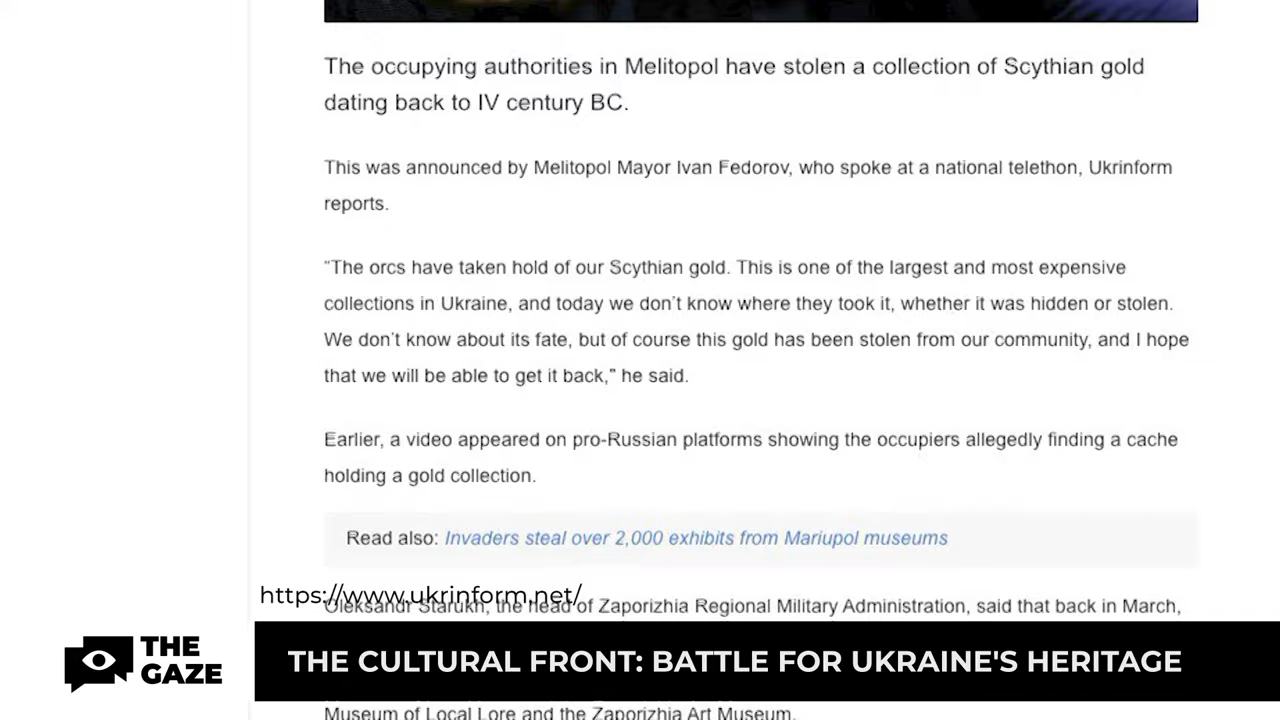 The occupying authorities in Melitopol have stolen a collection of Scythian gold
dating back to IV century BC.
This was announced by Melitopol Mayor Ivan Fedorov, who spoke at a national telethon, Ukrinform
reports.
“The orcs have taken hold of our Scythian gold. This is one of the largest and most expensive
collections in Ukraine, and today we don’t know where they took it, whether it was hidden or stolen.
We don’t know about its fate, but of course this gold has been stolen from our community, and I hope
that we will be able to get it back,” he said.
Earlier, a video appeared on pro-Russian platforms showing the occupiers allegedly finding a cache
holding a gold collection.
Read also: Invaders steal over 2,000 exhibits from Mariupol museums
https://www.ukrinform.net/
Oleksandr Starukh, the head of Zaporizhia Regional Military Administration, said that back in March,
THE
GAZE
THE CULTURAL FRONT: BATTLE FOR UKRAINE'S HERITAGE
Museum of Local Lore and the Zaporizhia Art Museum.